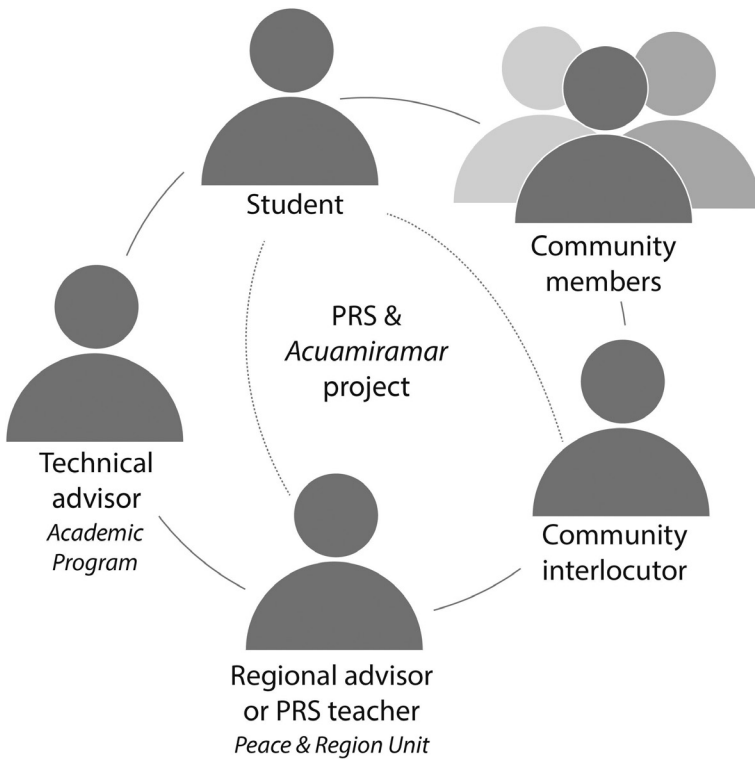 Student
Community
members
PRS &
Acuamiramar
project
Technical
advisor
Academic
Program
Community
interlocutor
Regional advisor
or PRS teacher
Peace & Region Unit